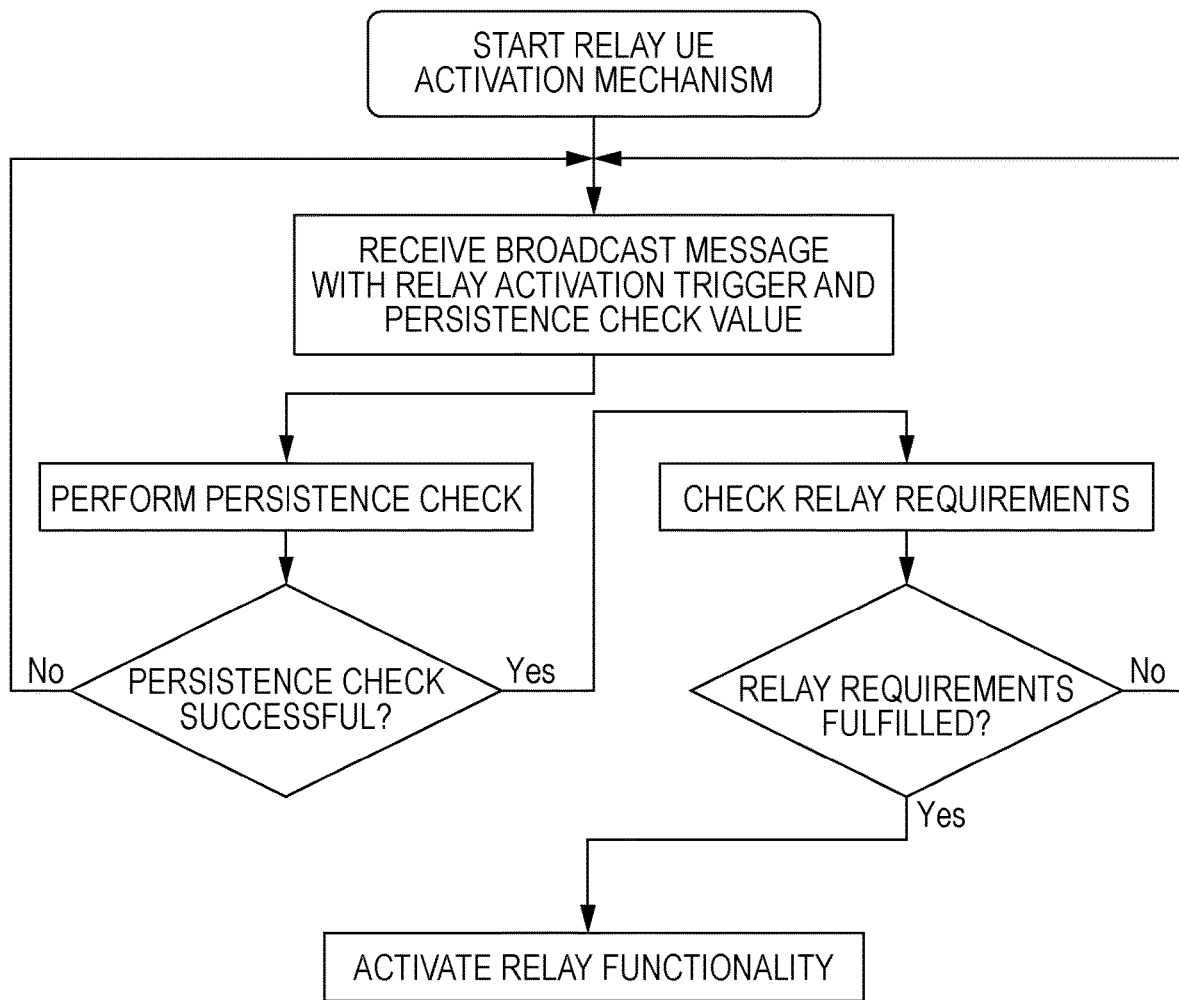 START RELAY UE
ACTIVATION MECHANISM
RECEIVE BROADCAST MESSAGE
WITH RELAY ACTIVATION TRIGGER AND
PERSISTENCE CHECK VALUE
PERFORM PERSISTENCE CHECK
CHECK RELAY REQUIREMENTS
No
PERSISTENCE CHECK
SUCCESSFUL?
Yes
RELAY REQUIREMENTS
FULFILLED?
No
Yes
ACTIVATE RELAY FUNCTIONALITY